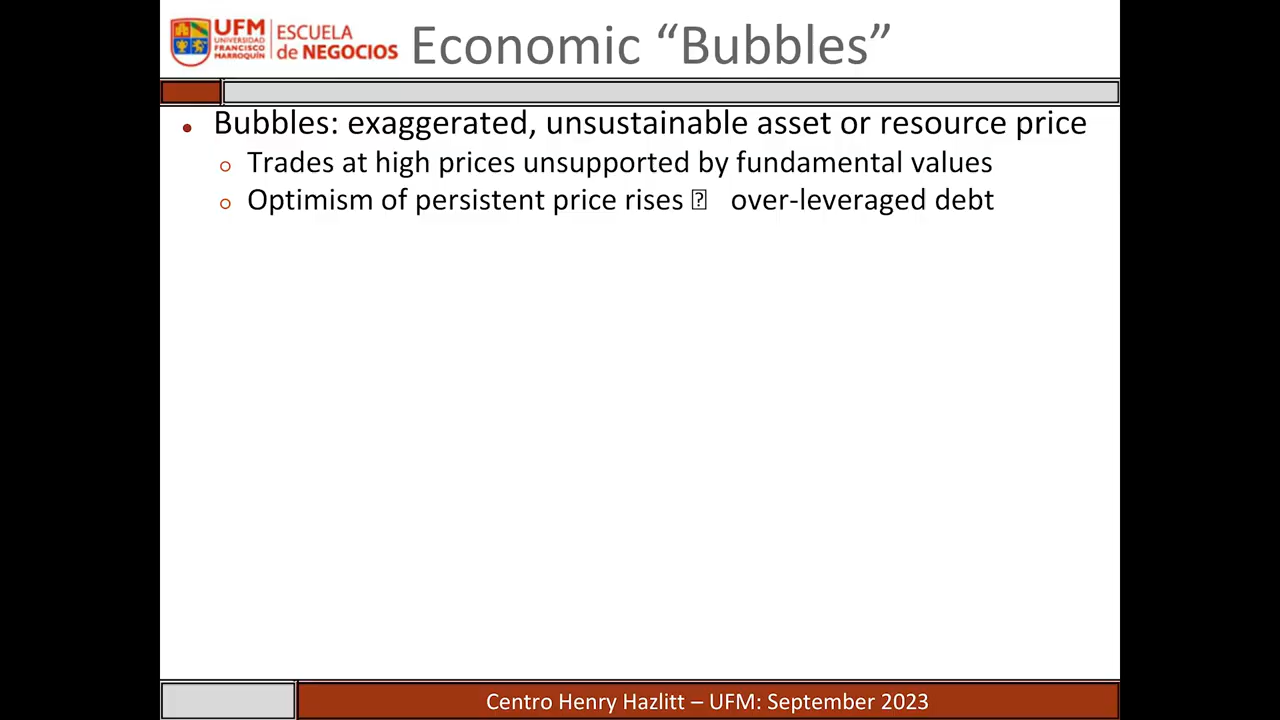 UFM
UNIVERSIDAD
FRANCISCO
MARROQUÍN
ESCUELA
de NEGOCIOS
Economic “Bubbles”
• Bubbles: exaggerated, unsustainable asset or resource price
○ Trades at high prices unsupported by fundamental values
○ Optimism of persistent price rises ⍰ over-leveraged debt
Centro Henry Hazlitt – UFM: September 2023